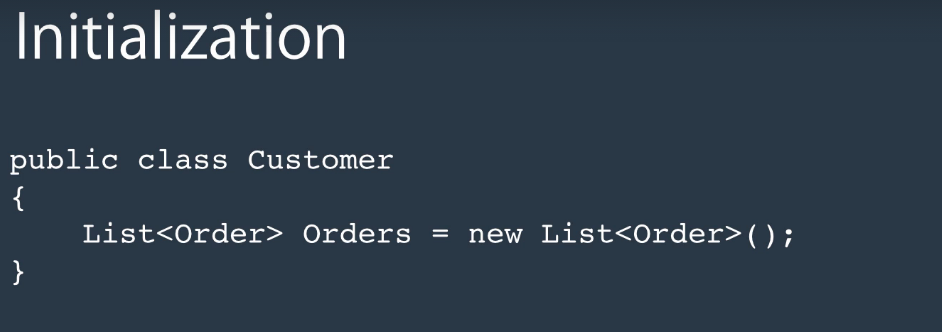 Initialization
public class Customer
{
    List<Order> Orders = new List<Order>();
}